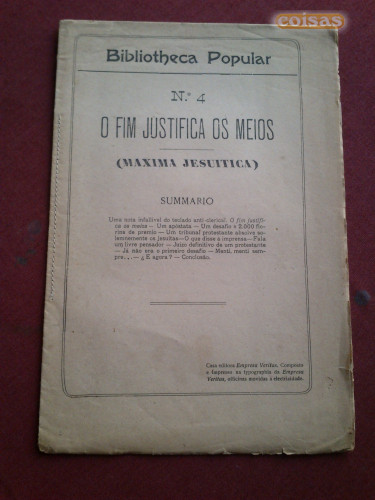 coisas
Bibliotheca Popular
N.º 4
O FIM JUSTIFICA OS MEIOS
(MAXIMA JESUITICA)
SUMMARIO
Uma nota infallivel do teclado anti-clerical: O fim justifi-
ca os meios — Um apóstata — Um desafio e 2.000 flo-
rins de premio — Um tribunal protestante absolve so-
lemnemente os jesuitas — O que disse a imprensa — Fala
um livre pensador — Juizo definitivo de um protestante
— Já não era o primeiro desafio — Menti, menti sem-
pre... — ¿ E agora ? — Conclusão.
Casa editora Empreza Veritas. Composto
e impresso na typographia da Empreza
Veritas, officinas movidas á electricidade.